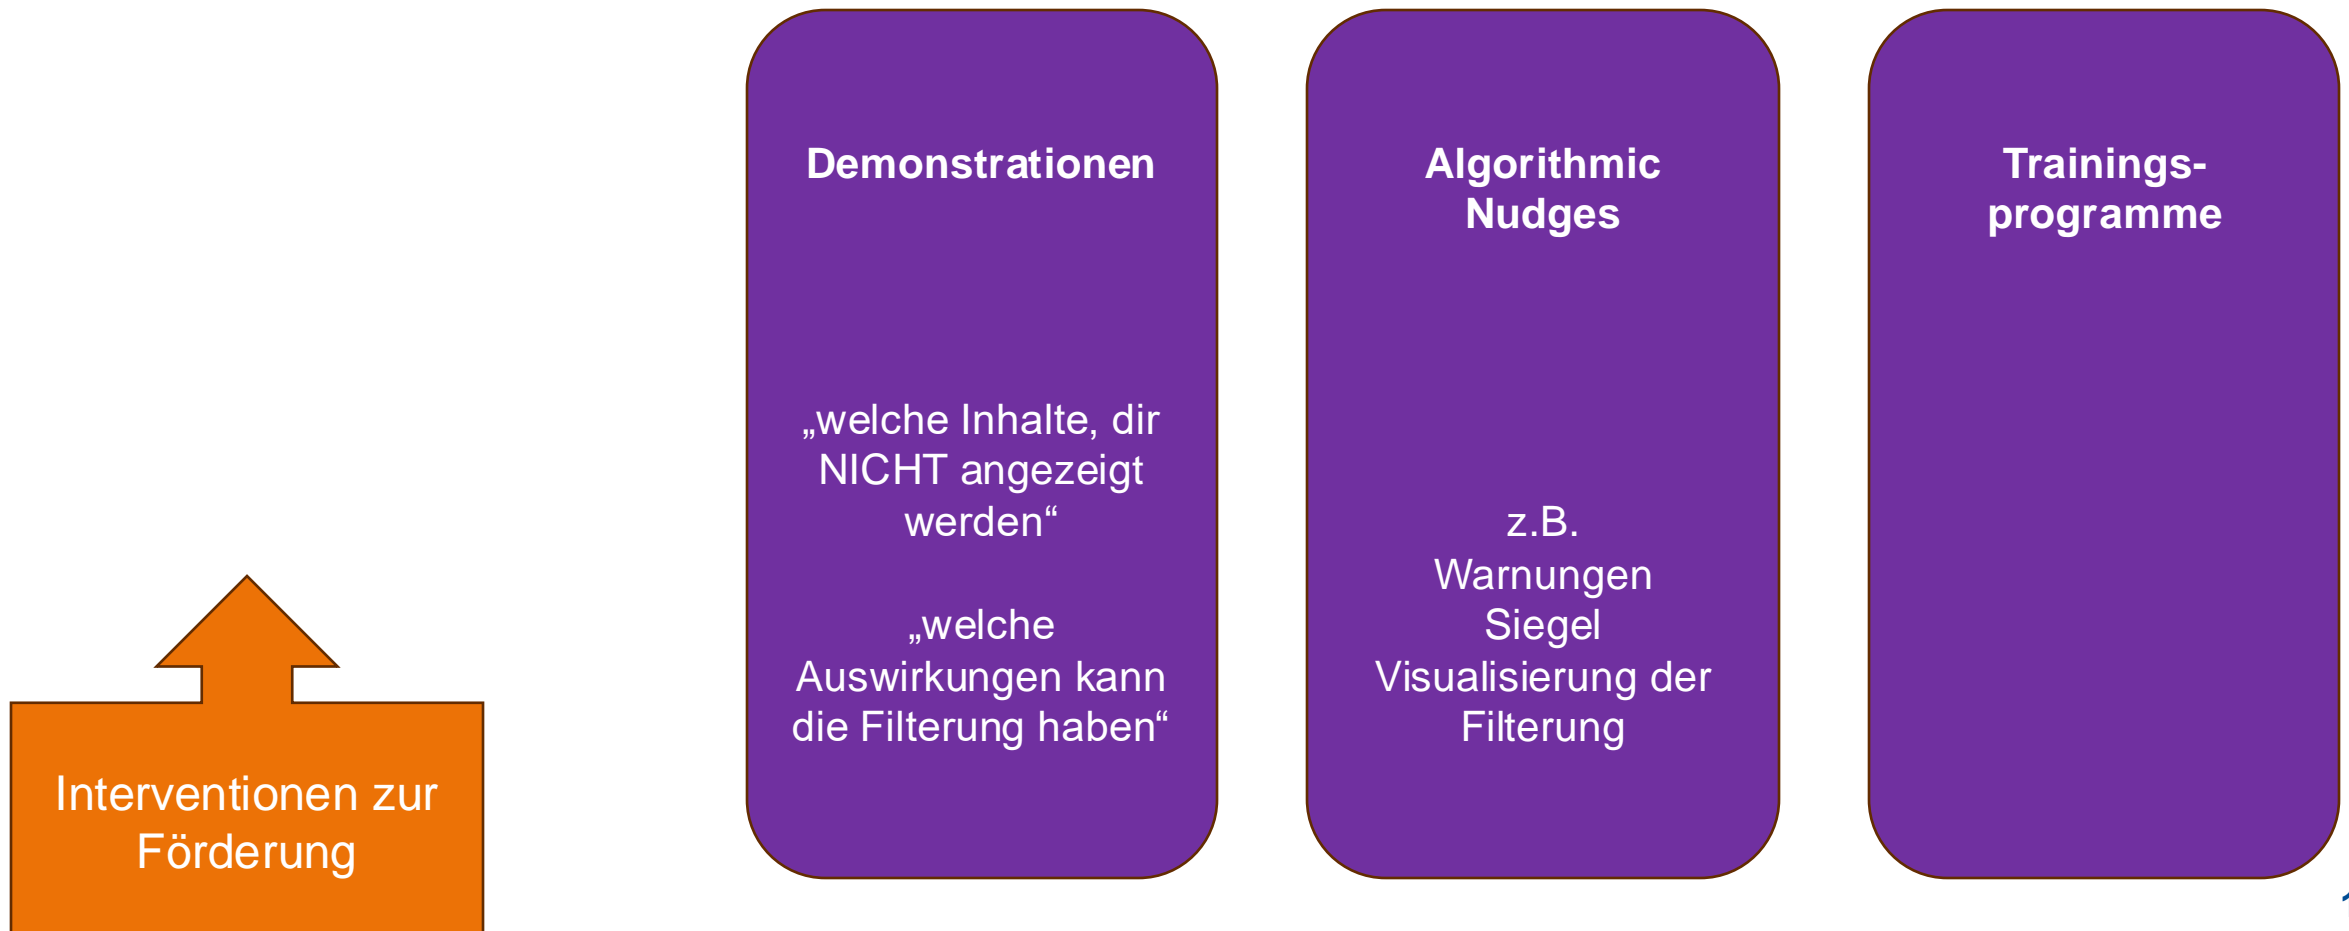 Demonstrationen
„welche Inhalte, dir
NICHT angezeigt
werden“
„welche
Auswirkungen kann
die Filterung haben“
Algorithmic
Nudges
z.B.
Warnungen
Siegel
Visualisierung der
Filterung
Trainings-
programme
Interventionen zur
Förderung